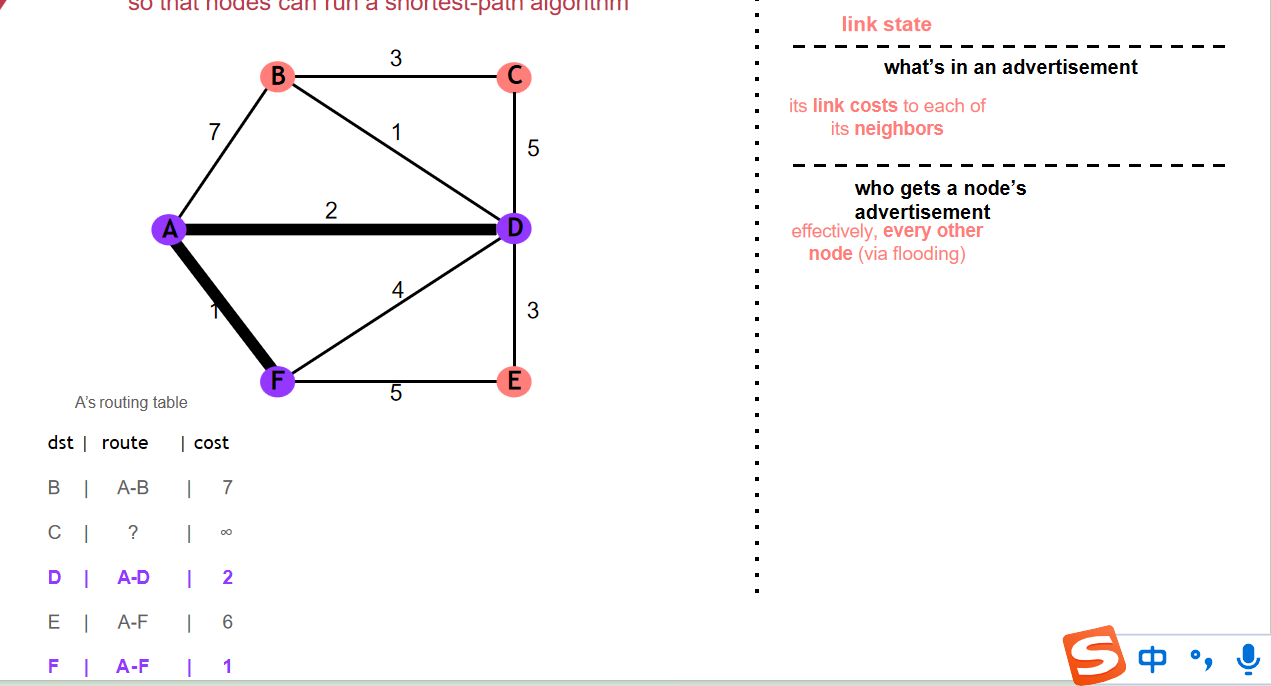 so that nodes can run a shortest-path algorithm
link state
what's in an advertisement
its link costs to each of
its neighbors
who gets a node's
advertisement
effectively, every other
node (via flooding)
3
B
C
7
1
5
2
A
D
4
1
3
F
E
5
A's routing table
dst | route | cost
B | A-B | 7
C | ? | ∞
D | A-D | 2
E | A-F | 6
F | A-F | 1
S 中 °,